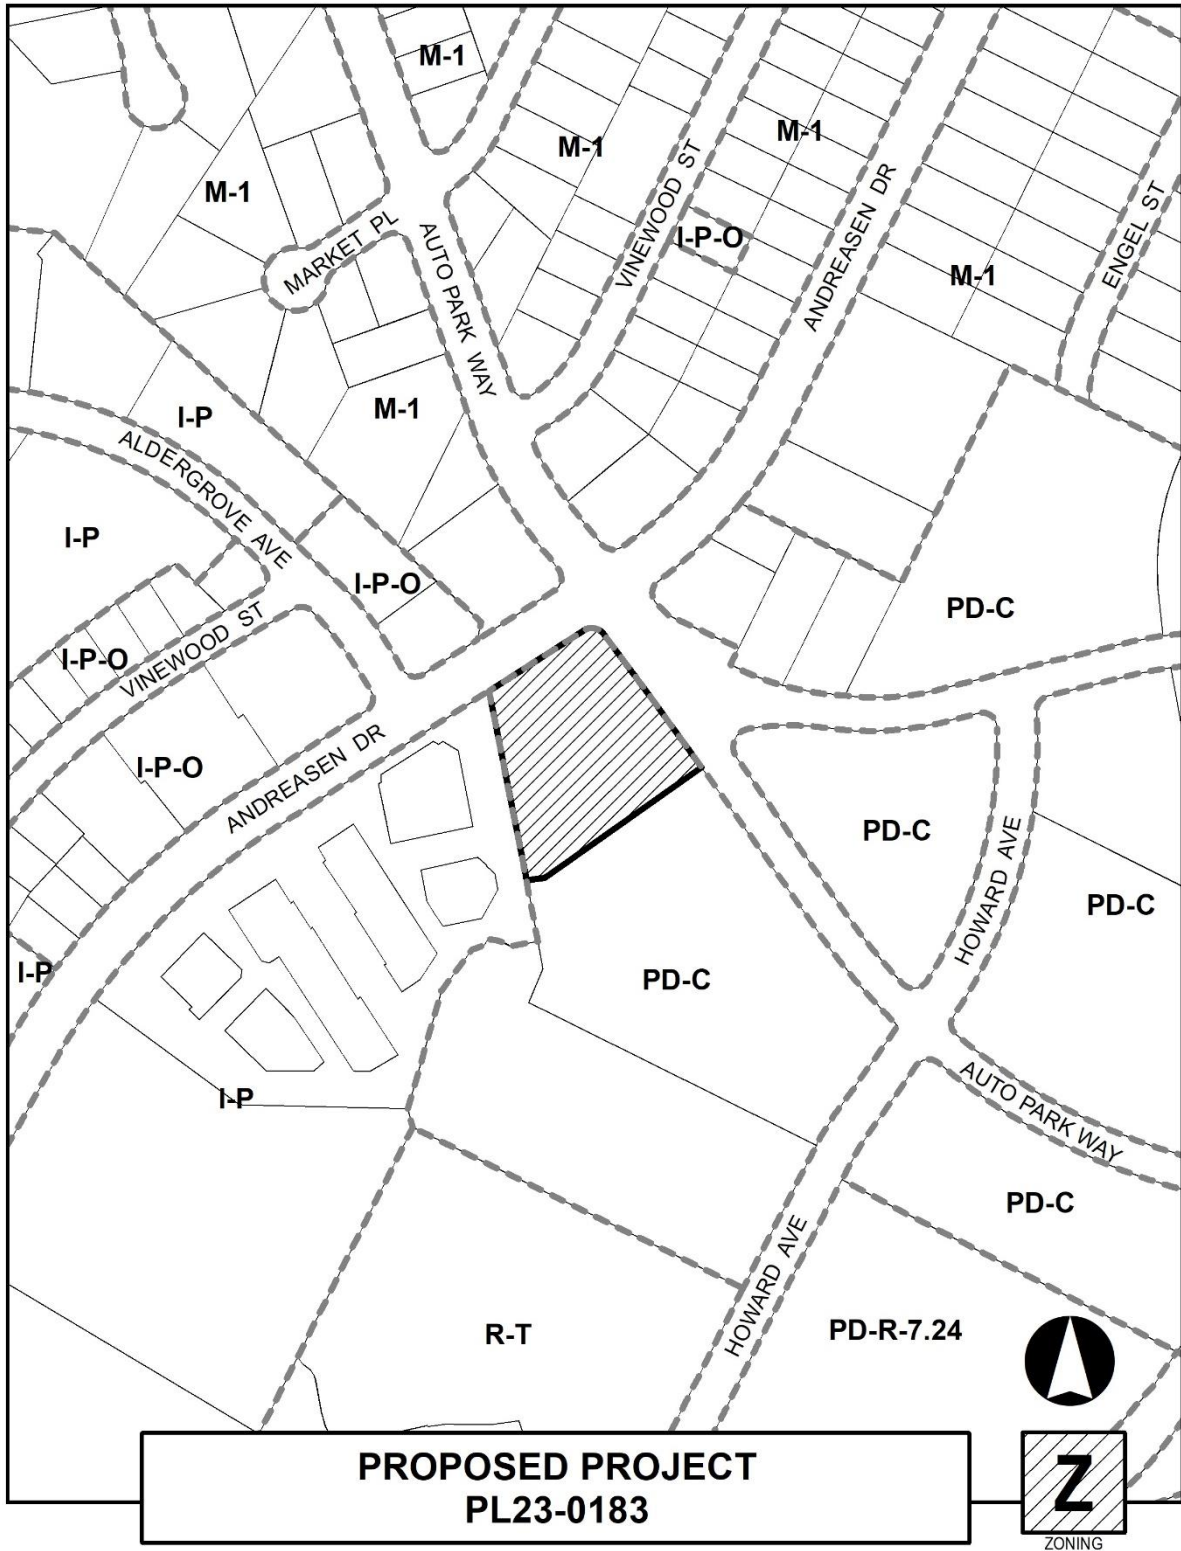 M-1
M-1
M-1
M-1
VINEWOOD ST
I-P-O
ANDREASEN DR
ENGEL ST
M-1
MARKET PL
AUTO PARK WAY
M-1
I-P
ALDERGROVE AVE
I-P
I-P-O
PD-C
I-P-O
VINEWOOD ST
I-P-O
ANDREASEN DR
PD-C
HOWARD AVE
PD-C
I-P
PD-C
I-P
AUTO PARK WAY
PD-C
HOWARD AVE
R-T
PD-R-7.24
PROPOSED PROJECT
PL23-0183
Z
ZONING